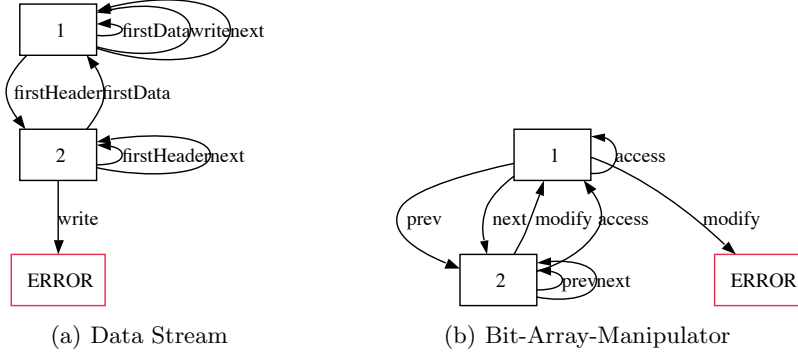 1
firstDatawritenext
firstHeaderfirstData
2
firstHeadernext
write
ERROR
(a) Data Stream
1
access
prev
next
modify
access
modify
2
prevnext
ERROR
(b) Bit-Array-Manipulator